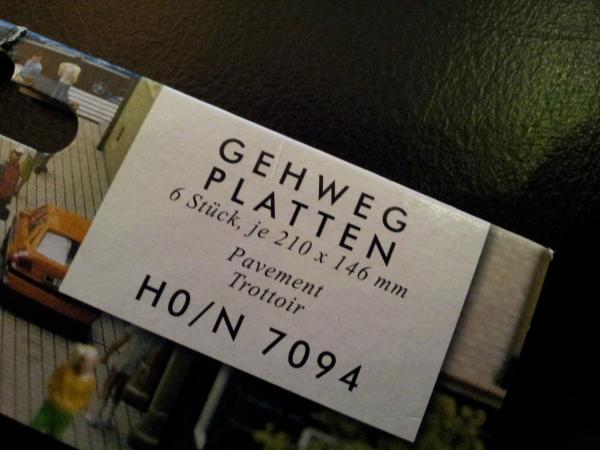 GEHWEG
PLATTEN
6 Stück, je 210 x 146 mm
Pavement
Trottoir
H0/N 7094